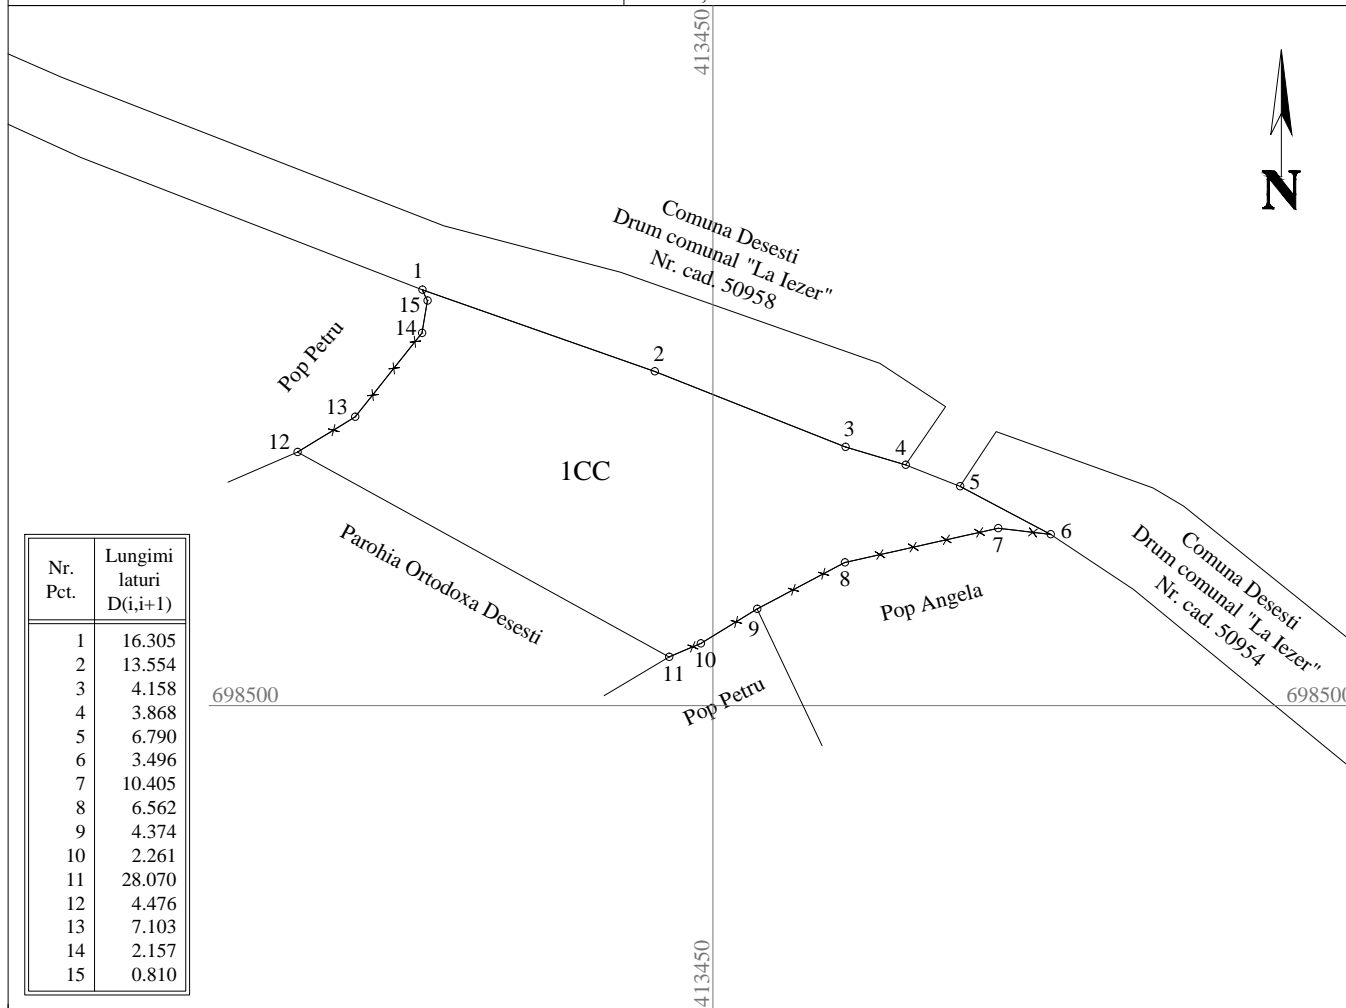 413450
N
Comuna Desesti
Drum comunal "La Iezer"
Nr. cad. 50958
1
15
14
Pop Petru
2
13
12
3
4
1CC
5
6
7
8
Parohia Ortodoxa Desesti
Pop Angela
Comuna Desesti
Drum comunal "La Iezer"
Nr. cad. 50954
9
10
11
Pop Petru
698500
698500
Nr. Pct. Lungimi laturi D(i,i+1)
1 16.305
2 13.554
3 4.158
4 3.868
5 6.790
6 3.496
7 10.405
8 6.562
9 4.374
10 2.261
11 28.070
12 4.476
13 7.103
14 2.157
15 0.810
413450